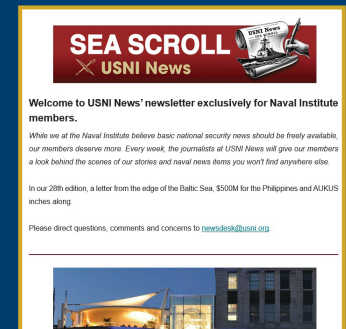 SEA SCROLL
USNI News
USNI News
Welcome to USNI News' newsletter exclusively for Naval Institute
members.
While we at the Naval Institute believe basic national security news should be freely available,
our members deserve more. Every week, the journalists at USNI News will give our members
a look behind the scenes of our stories and naval news items you won't find anywhere else.
In our 28th edition, a letter from the edge of the Baltic Sea, $500M for the Philippines and AUKUS
inches along.
Please direct questions, comments and concerns to newsdesk@usni.org.